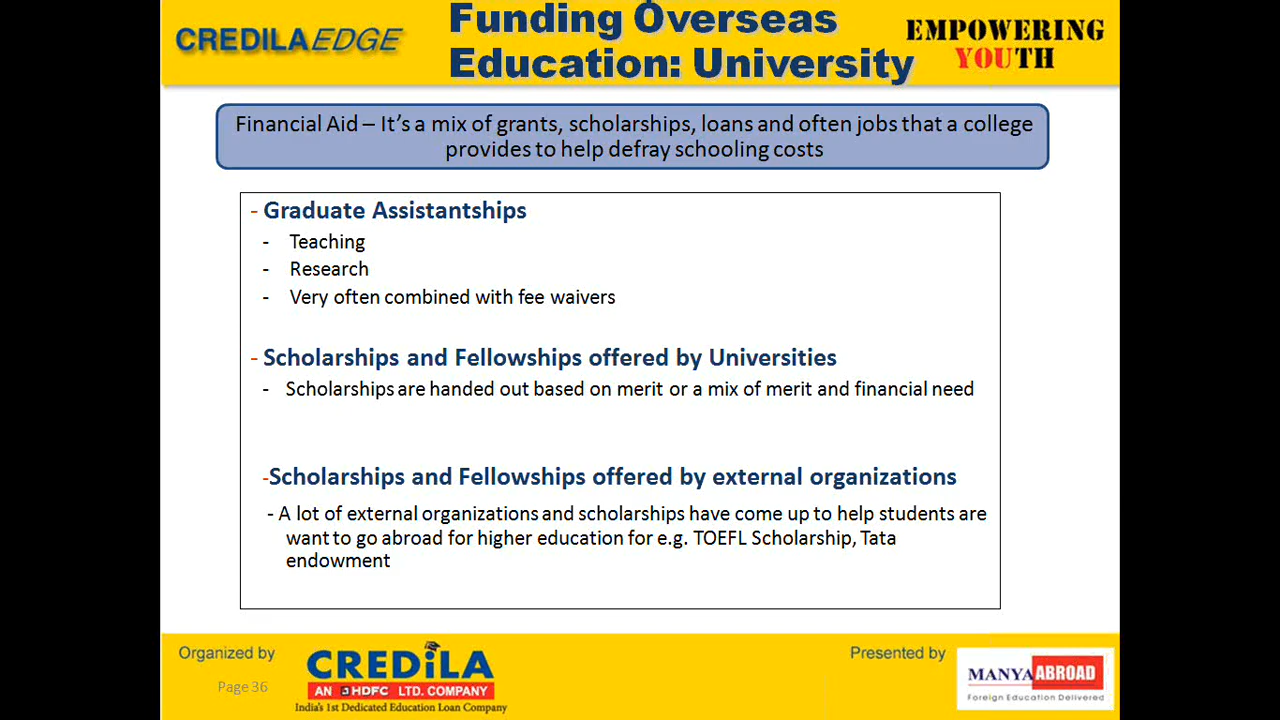 CREDILA EDGE
Funding Overseas
Education: University
EMPOWERING
YOUTH
Financial Aid – It's a mix of grants, scholarships, loans and often jobs that a college
provides to help defray schooling costs
- Graduate Assistantships
- Teaching
- Research
- Very often combined with fee waivers
- Scholarships and Fellowships offered by Universities
- Scholarships are handed out based on merit or a mix of merit and financial need
-Scholarships and Fellowships offered by external organizations
- A lot of external organizations and scholarships have come up to help students are
want to go abroad for higher education for e.g. TOEFL Scholarship, Tata
endowment
Organized by
Page 36
CREDiLA
AN HDFC LTD. COMPANY
India's 1st Dedicated Education Loan Company
Presented by
MANYA ABROAD
Foreign Education Delivered